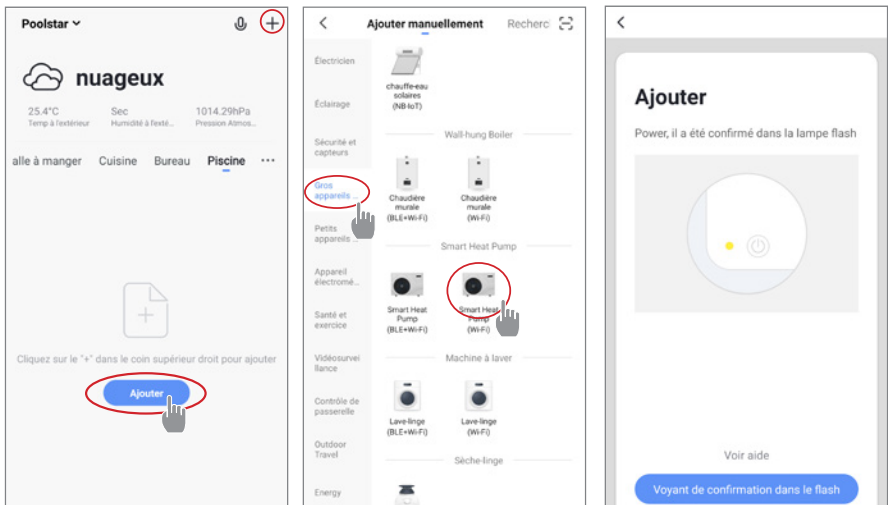 Poolstar
nuageux
25.4°C Sec 1014.29hPa
Temp à l'extérieur Humidité à l'exté... Pression Atmos...
alle à manger Cuisine Bureau Piscine ...
Cliquez sur le "+" dans le coin supérieur droit pour ajouter
Ajouter
Ajouter manuellement Recherc
Électricien
Éclairage
Sécurité et
capteurs
Gros
appareils ...
Petits
appareils ...
Appareil
électromé...
Santé et
exercice
Vidéosurvei
llance
Contrôle de
passerelle
Outdoor
Travel
Energy
chauffe-eau
solaires
(NB-IoT)
Wall-hung Boiler
Chaudière
murale
(BLE+Wi-Fi)
Chaudière
murale
(Wi-Fi)
Smart Heat Pump
Smart Heat
Pump
(BLE+Wi-Fi)
Smart Heat
Pump
(Wi-Fi)
Machine à laver
Lave-linge
(BLE+Wi-Fi)
Lave-linge
(Wi-Fi)
Sèche-linge
Ajouter
Power, il a été confirmé dans la lampe flash
Voir aide
Voyant de confirmation dans le flash